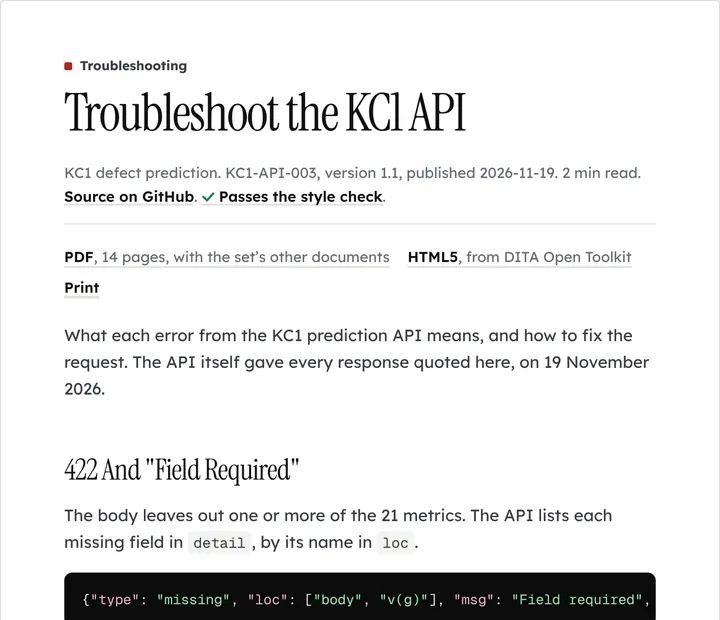 Troubleshooting
Troubleshoot the KC1 API
KC1 defect prediction. KC1-API-003, version 1.1, published 2026-11-19. 2 min read.
Source on GitHub. ✓ Passes the style check.
PDF, 14 pages, with the set’s other documents HTML5, from DITA Open Toolkit
Print
What each error from the KC1 prediction API means, and how to fix the
request. The API itself gave every response quoted here, on 19 November
2026.
422 And "Field Required"
The body leaves out one or more of the 21 metrics. The API lists each
missing field in detail, by its name in loc.
{"type": "missing", "loc": ["body", "v(g)"], "msg": "Field required",